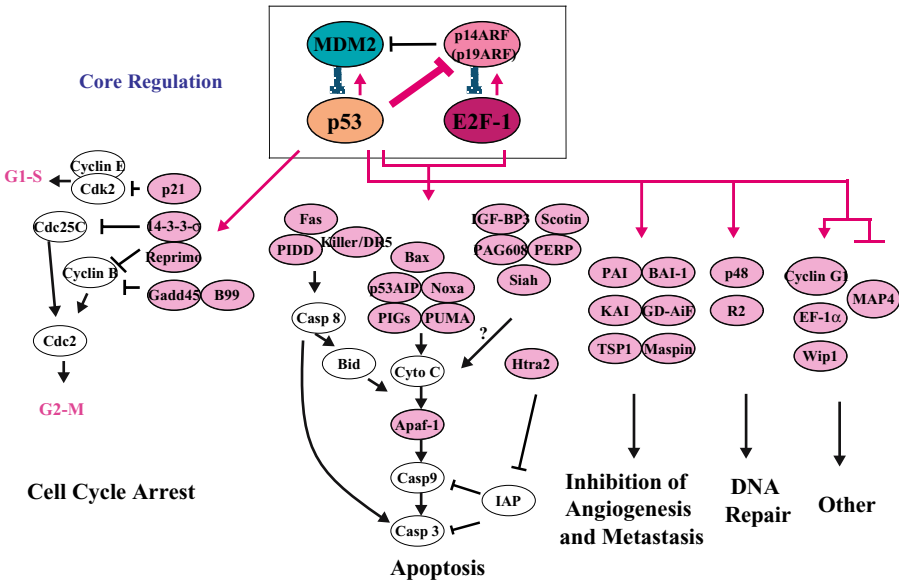 MDM2
p14ARF
(p19ARF)
Core Regulation
p53
E2F-1
Cyclin E
G1-S
Cdk2
p21
Cdc25C
14-3-3-σ
Reprimo
Cyclin B
Gadd45
B99
Cdc2
G2-M
Cell Cycle Arrest
Fas
PIDD
Killer/DR5
Bax
p53AIP
Noxa
PIGs
PUMA
Casp 8
Bid
Cyto C
Apaf-1
Casp9
Casp 3
IGF-BP3
Scotin
PAG608
PERP
Siah
?
Htra2
IAP
Apoptosis
PAI
BAI-1
KAI
GD-AiF
TSP1
Maspin
Inhibition of
Angiogenesis
and Metastasis
p48
R2
DNA
Repair
Cyclin G1
MAP4
EF-1α
Wip1
Other